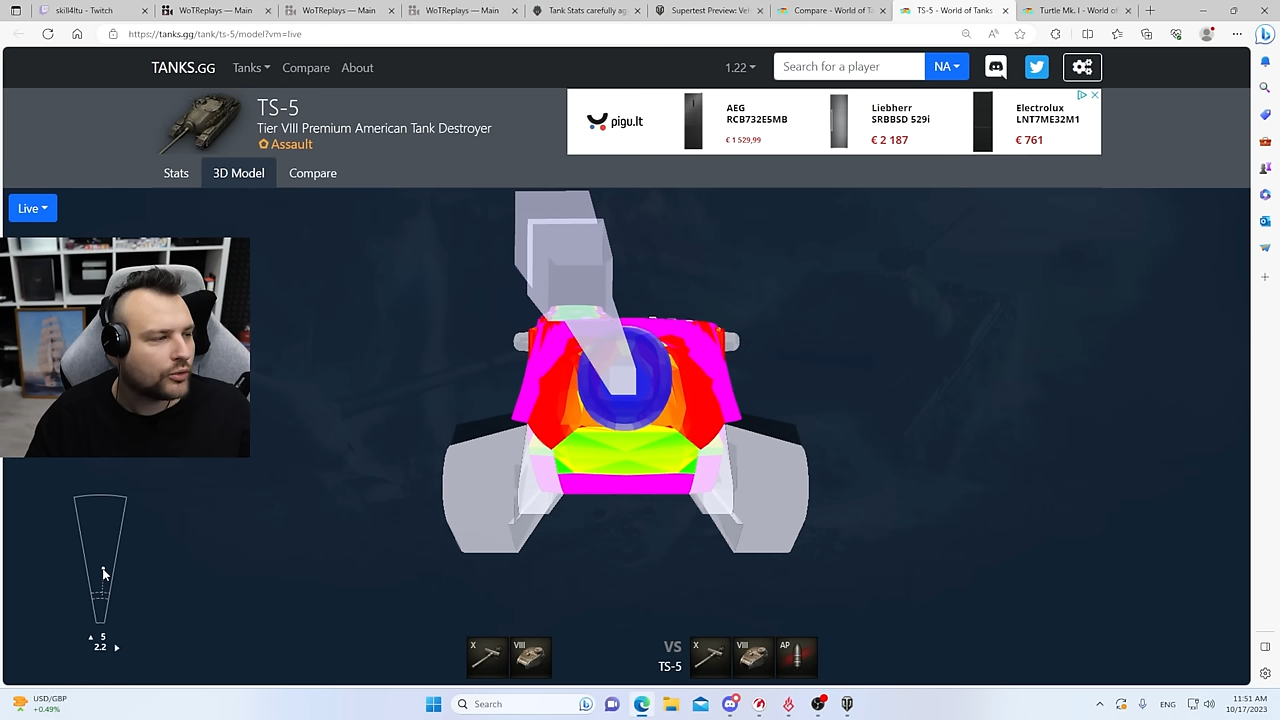 skill4ltu - Twitch
WoTReplays — Main
WoTReplays — Main
WoTReplays — Main
Tank Stats carefully ag
Supertest Preview: Vel
Compare - World of Ta
TS-5 - World of Tanks
Turtle Mk. I - World of
https://tanks.gg/tank/ts-5/model?vm=live
TANKS.GG
Tanks
Compare
About
1.22
Search for a player
NA
TS-5
Tier VIII Premium American Tank Destroyer
Assault
pigu.lt
AEG
RCB732E5MB
€ 1 529,99
Liebherr
SRBBSD 529i
€ 2 187
Electrolux
LNT7ME32M1
€ 761
Stats
3D Model
Compare
Live
5
2.2
X
VIII
VS
TS-5
X
VIII
AP
USD/GBP
+0.49%
Search
ENG
11:51 AM
10/17/2023